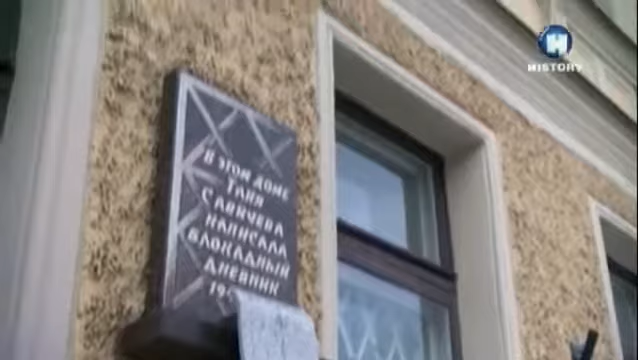 HISTORY
В ЭТОМ ДОМЕ
ТАНЯ
САВИЧЕВА
НАПИСАЛА
БЛОКАДНЫЙ
ДНЕВНИК